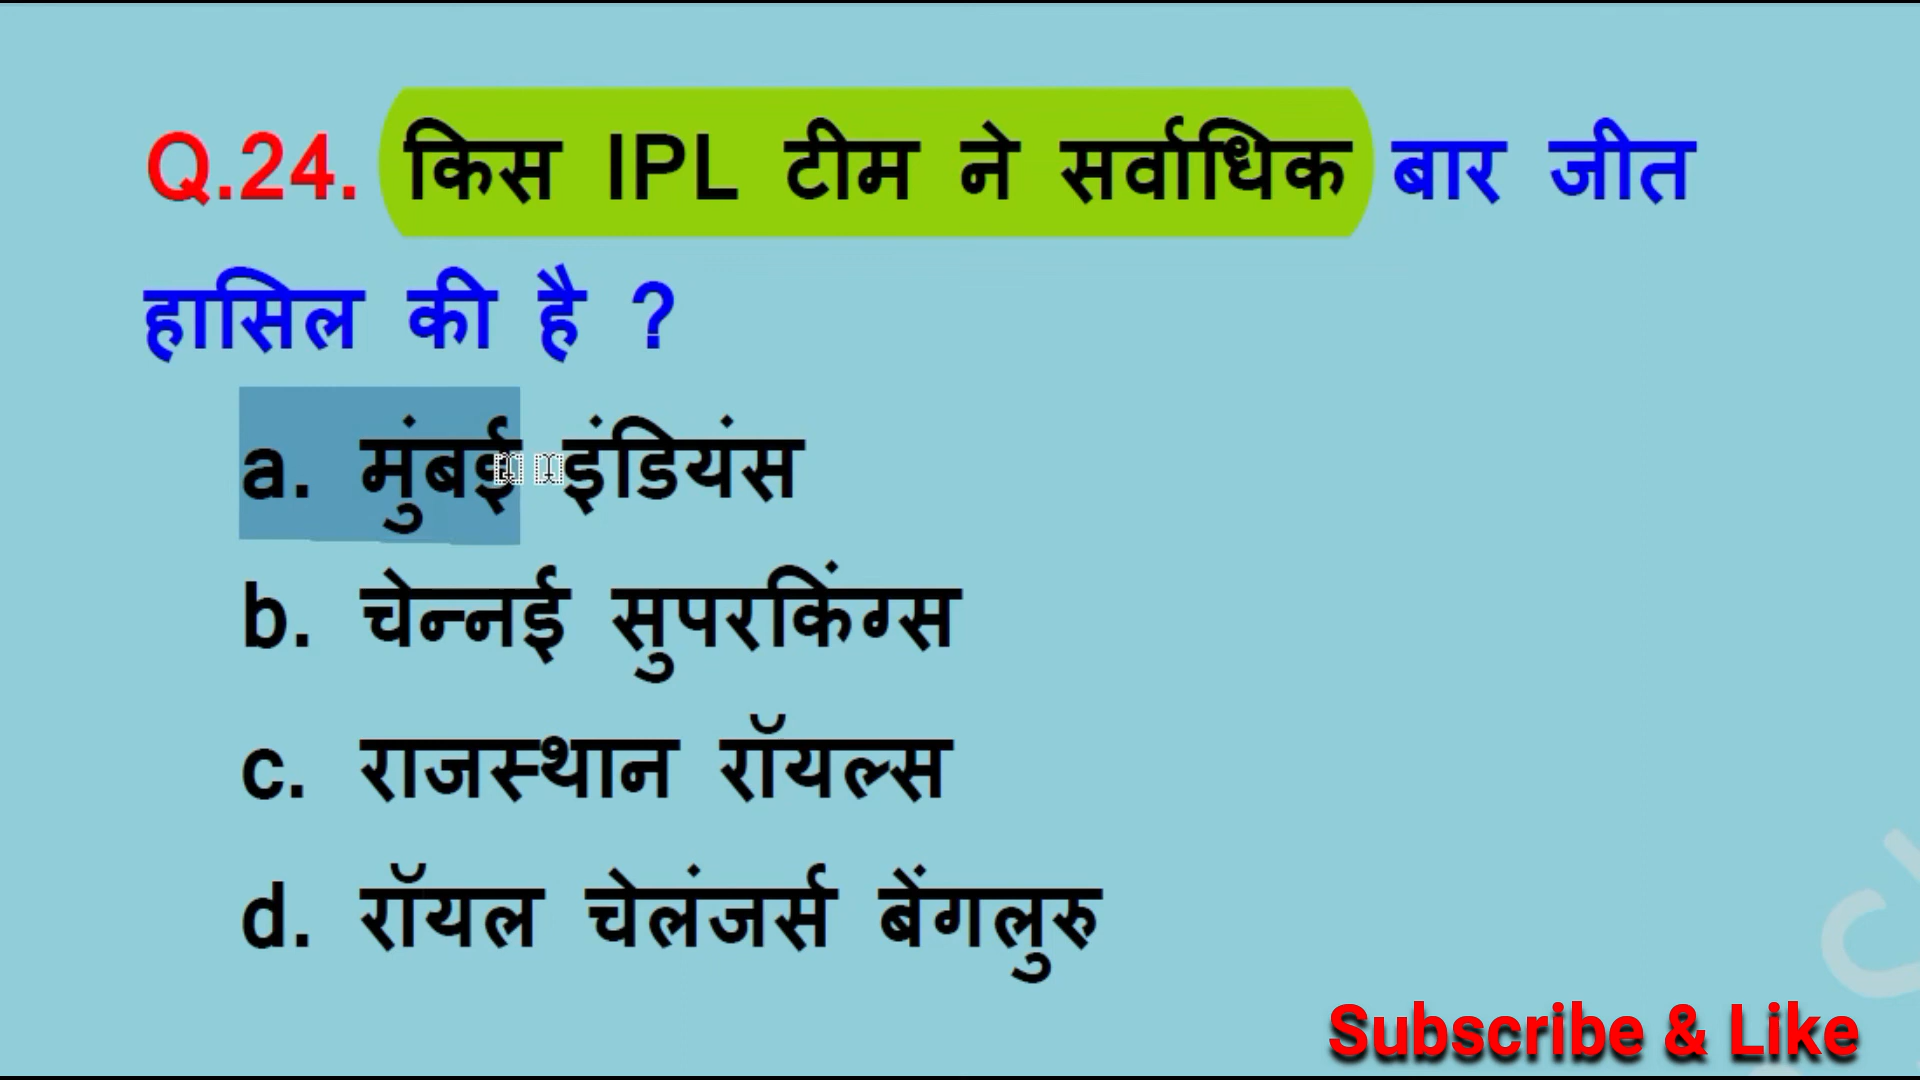 Q.24. किस IPL टीम ने सर्वाधिक बार जीत
हासिल की है ?
a. मुंबई इंडियंस
b. चेन्नई सुपरकिंग्स
c. राजस्थान रॉयल्स
d. रॉयल चेलंजर्स बेंगलुरु
Subscribe & Like